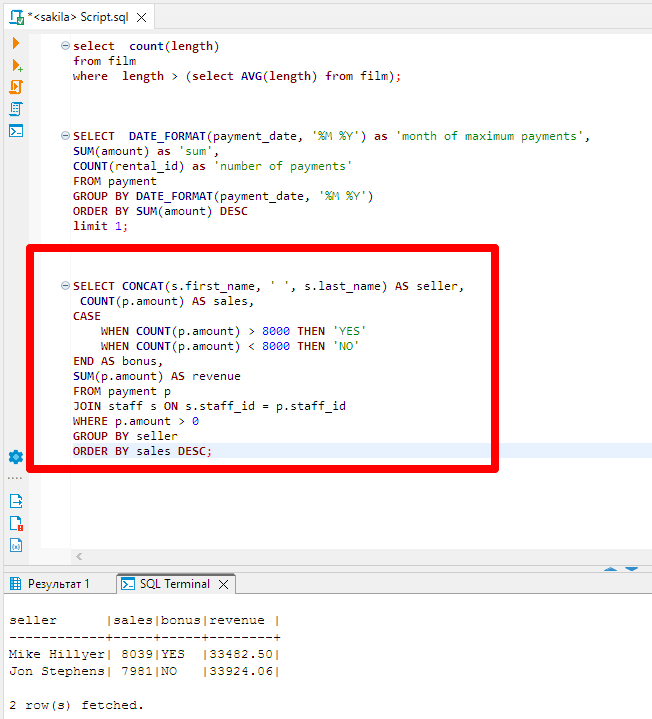 *<sakila> Script.sql
select  count(length)
from film
where  length > (select AVG(length) from film);
SELECT  DATE_FORMAT(payment_date, '%M %Y') as 'month of maximum payments',
SUM(amount) as 'sum',
COUNT(rental_id) as 'number of payments'
FROM payment
GROUP BY DATE_FORMAT(payment_date, '%M %Y')
ORDER BY SUM(amount) DESC
limit 1;
SELECT CONCAT(s.first_name, ' ', s.last_name) AS seller,
 COUNT(p.amount) AS sales,
CASE
    WHEN COUNT(p.amount) > 8000 THEN 'YES'
    WHEN COUNT(p.amount) < 8000 THEN 'NO'
END AS bonus,
SUM(p.amount) AS revenue
FROM payment p
JOIN staff s ON s.staff_id = p.staff_id
WHERE p.amount > 0
GROUP BY seller
ORDER BY sales DESC;
Результат 1 SQL Terminal
seller      |sales|bonus|revenue |
------------+-----+-----+--------+
Mike Hillyer| 8039|YES  |33482.50|
Jon Stephens| 7981|NO   |33924.06|
2 row(s) fetched.